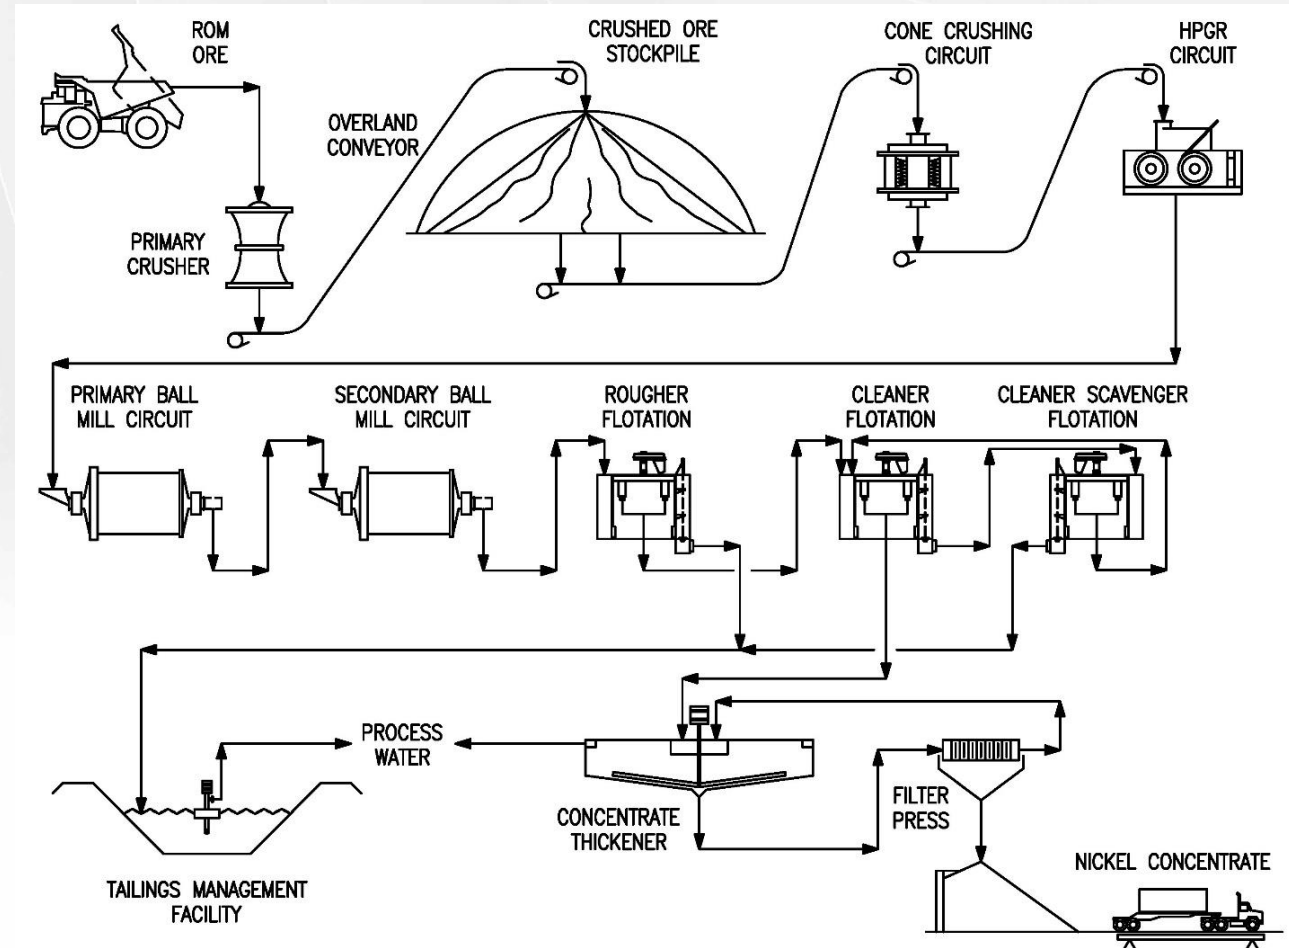 ROM
ORE
CRUSHED ORE
STOCKPILE
CONE CRUSHING
CIRCUIT
HPGR
CIRCUIT
OVERLAND
CONVEYOR
PRIMARY
CRUSHER
PRIMARY BALL
MILL CIRCUIT
SECONDARY BALL
MILL CIRCUIT
ROUGHER
FLOTATION
CLEANER
FLOTATION
CLEANER SCAVENGER
FLOTATION
PROCESS
WATER
CONCENTRATE
THICKENER
FILTER
PRESS
TAILINGS MANAGEMENT
FACILITY
NICKEL CONCENTRATE